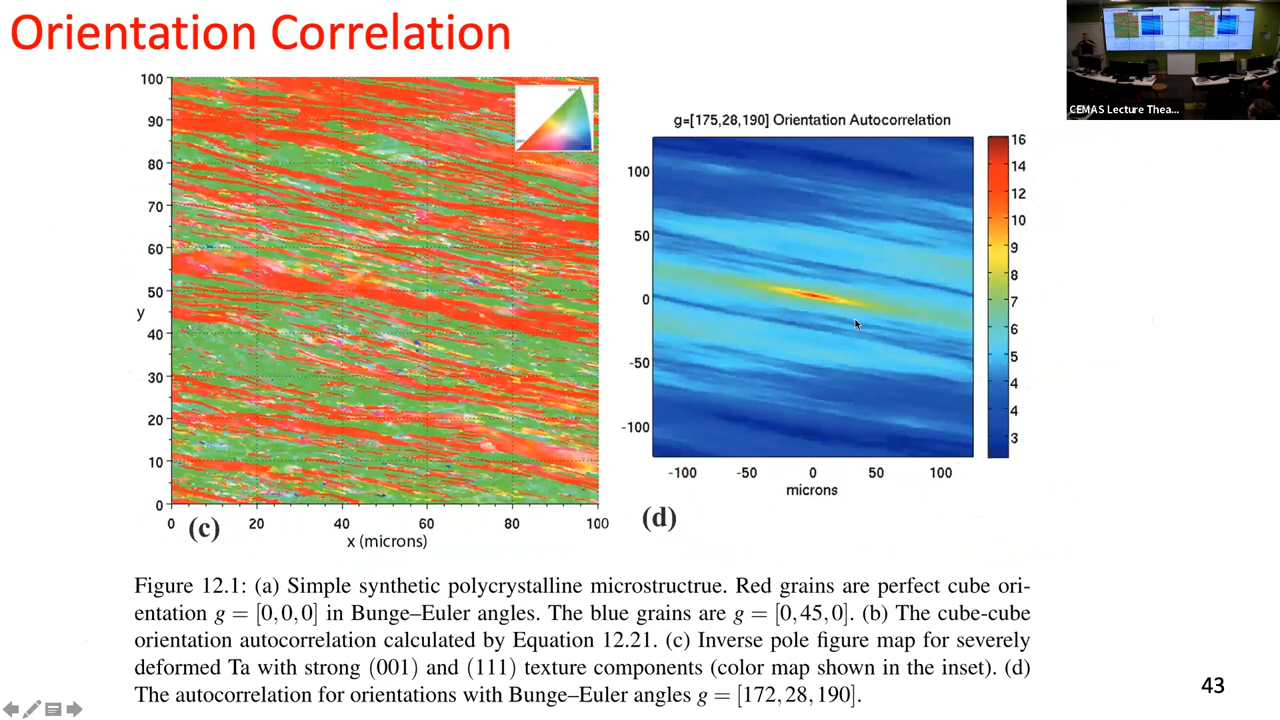 Orientation Correlation
CEMAS Lecture Thea...
100
90
80
70
60
50
40
30
20
10
0
y
0 20 40 60 80 100
x (microns)
(c)
g=[175,28,190] Orientation Autocorrelation
100
50
0
-50
-100
-100 -50 0 50 100
microns
16
14
12
10
9
8
7
6
5
4
4
3
(d)
Figure 12.1: (a) Simple synthetic polycrystalline microstructrue. Red grains are perfect cube ori-
entation g = [0,0,0] in Bunge–Euler angles. The blue grains are g = [0,45,0]. (b) The cube-cube
orientation autocorrelation calculated by Equation 12.21. (c) Inverse pole figure map for severely
deformed Ta with strong (001) and (111) texture components (color map shown in the inset). (d)
The autocorrelation for orientations with Bunge–Euler angles g = [172,28,190].
43